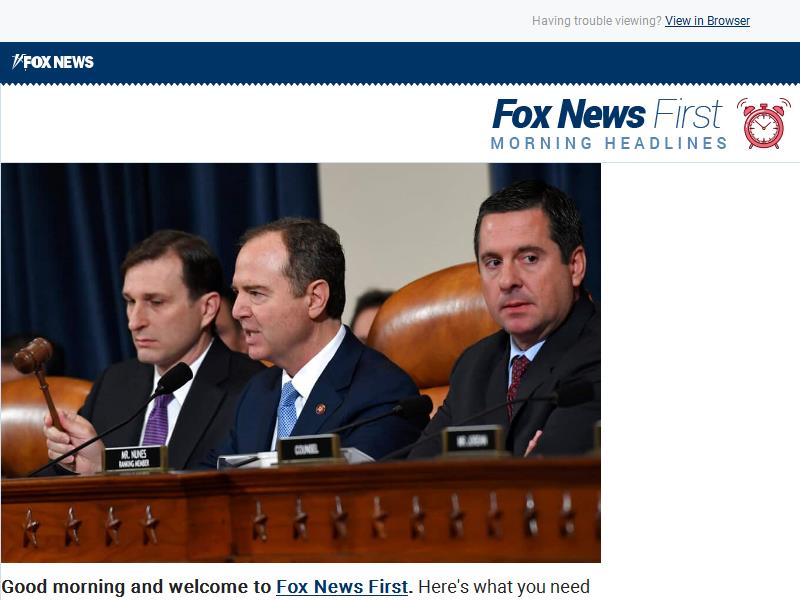 Having trouble viewing? View in Browser
FOX NEWS
Fox News First
MORNING HEADLINES
MR. NUNES
RANKING MEMBER
COUNSEL
MR. JORDAN
Good morning and welcome to Fox News First. Here's what you need